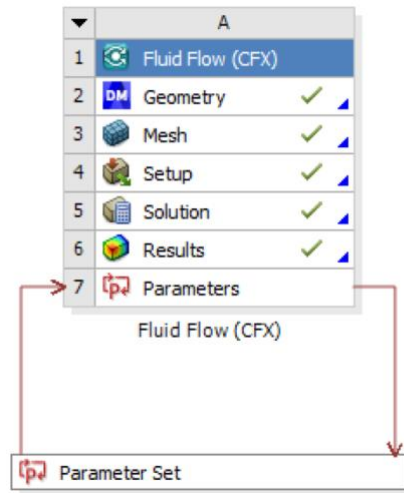 A
1 Fluid Flow (CFX)
2 DM Geometry
3 Mesh
4 Setup
5 Solution
6 Results
7 Parameters
Fluid Flow (CFX)
Parameter Set